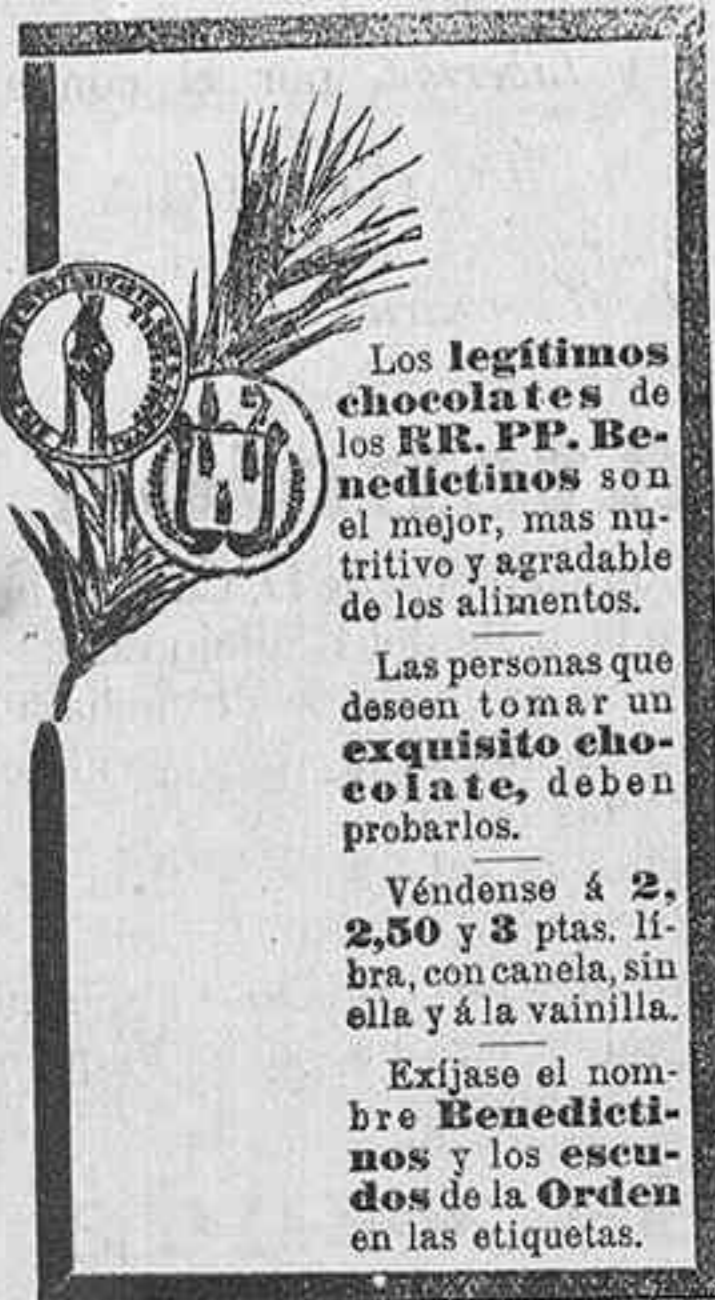 Los legítimos
chocolates de
los RR. PP. Be-
nedictinos son
el mejor, mas nu-
tritivo y agradable
de los alimentos.
Las personas que
deseen tomar un
exquisito cho-
colate, deben
probarlos.
Véndense á 2,
2,50 y 3 ptas. lí-
bra, con canela, sin
ella y á la vainilla.
Exíjase el nom-
bre Benedicti-
nos y los escu-
dos de la Orden
en las etiquetas.